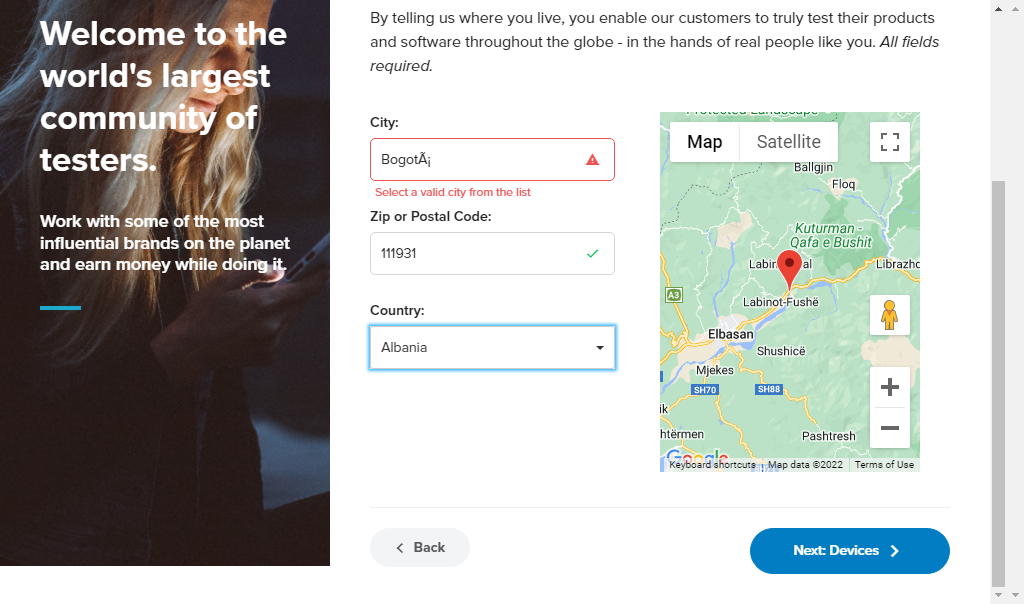 Welcome to the
world's largest
community of
testers.
Work with some of the most
influential brands on the planet
and earn money while doing it.
By telling us where you live, you enable our customers to truly test their products
and software throughout the globe - in the hands of real people like you. All fields
required.
City:
BogotÃ¡
Select a valid city from the list
Zip or Postal Code:
111931
Country:
Albania
Protected Landscape
Map
Satellite
Ballgjin
Floq
Kuturman -
Qafa e Bushit
Librazhd
A3
Labinot-Fushë
Elbasan
Shushicë
Mjekes
SH70
SH88
ik
htërmen
Pashtresh
Google
Keyboard shortcuts
Map data ©2022
Terms of Use
Back
Next: Devices